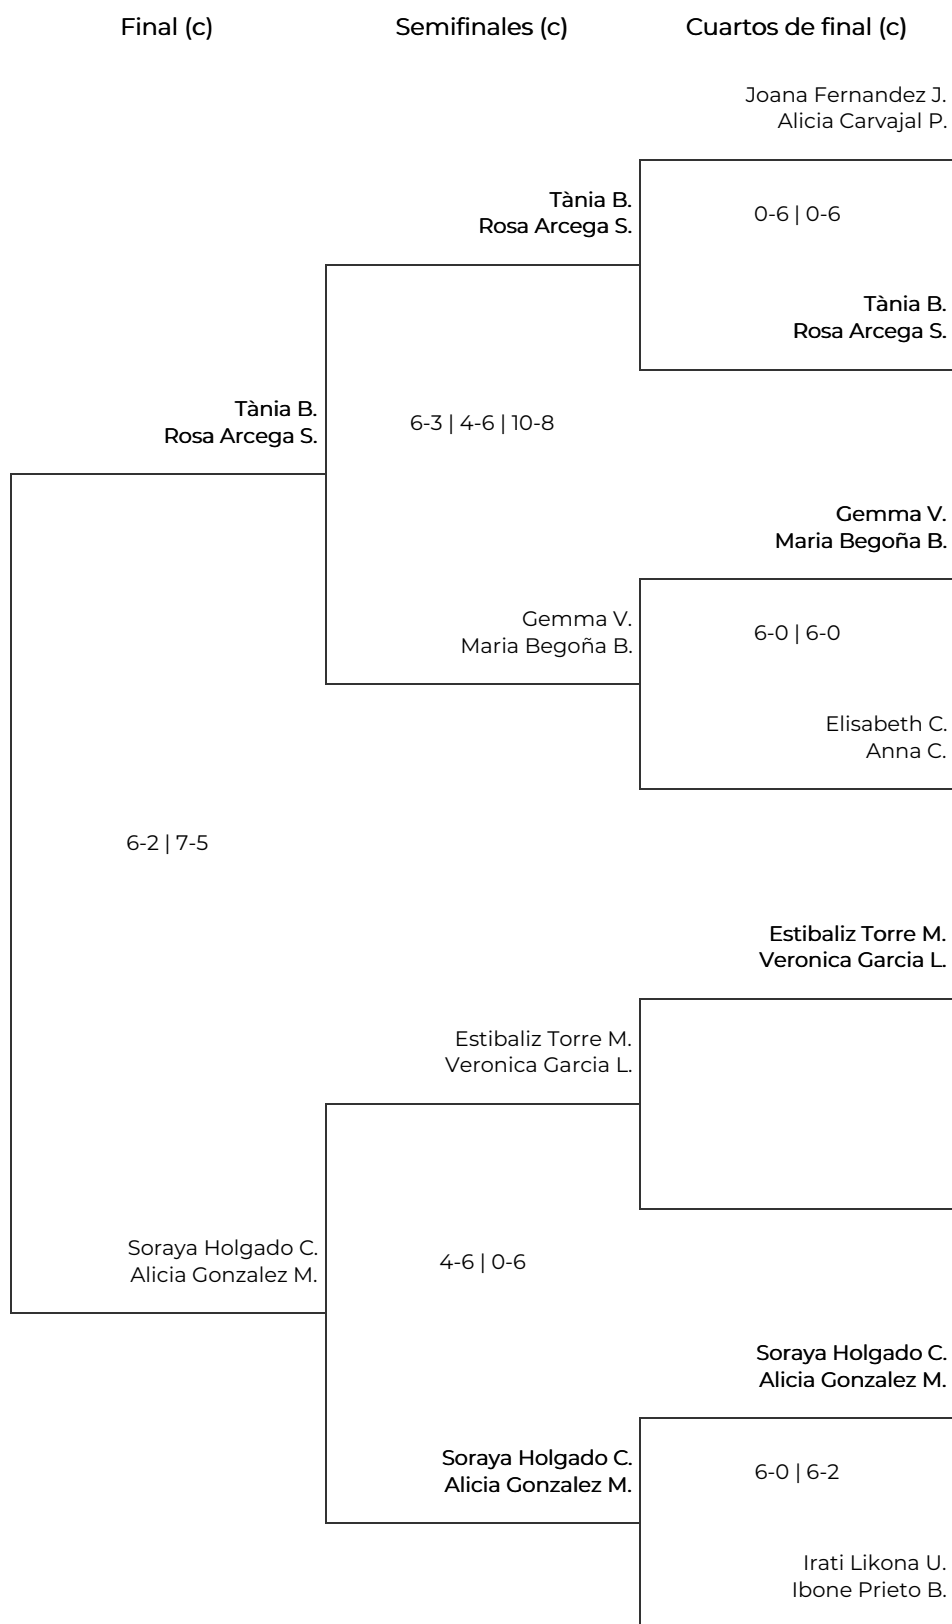 Final (c)
Semifinales (c)
Cuartos de final (c)
Joana Fernandez J.
Alicia Carvajal P.
Tània B.
Rosa Arcega S.
0-6 | 0-6
Tània B.
Rosa Arcega S.
Tània B.
Rosa Arcega S.
6-3 | 4-6 | 10-8
Gemma V.
Maria Begoña B.
Gemma V.
Maria Begoña B.
6-0 | 6-0
Elisabeth C.
Anna C.
6-2 | 7-5
Estibaliz Torre M.
Veronica Garcia L.
Estibaliz Torre M.
Veronica Garcia L.
Soraya Holgado C.
Alicia Gonzalez M.
4-6 | 0-6
Soraya Holgado C.
Alicia Gonzalez M.
Soraya Holgado C.
Alicia Gonzalez M.
6-0 | 6-2
Irati Likona U.
Ibone Prieto B.